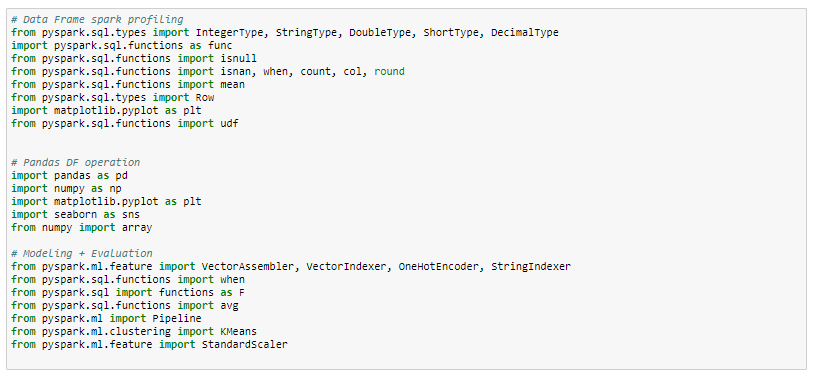 # Data Frame spark profiling
from pyspark.sql.types import IntegerType, StringType, DoubleType, ShortType, DecimalType
import pyspark.sql.functions as func
from pyspark.sql.functions import isnull
from pyspark.sql.functions import isnan, when, count, col, round
from pyspark.sql.functions import mean
from pyspark.sql.types import Row
import matplotlib.pyplot as plt
from pyspark.sql.functions import udf
# Pandas DF operation
import pandas as pd
import numpy as np
import matplotlib.pyplot as plt
import seaborn as sns
from numpy import array
# Modeling + Evaluation
from pyspark.ml.feature import VectorAssembler, VectorIndexer, OneHotEncoder, StringIndexer
from pyspark.sql.functions import when
from pyspark.sql import functions as F
from pyspark.sql.functions import avg
from pyspark.ml import Pipeline
from pyspark.ml.clustering import KMeans
from pyspark.ml.feature import StandardScaler